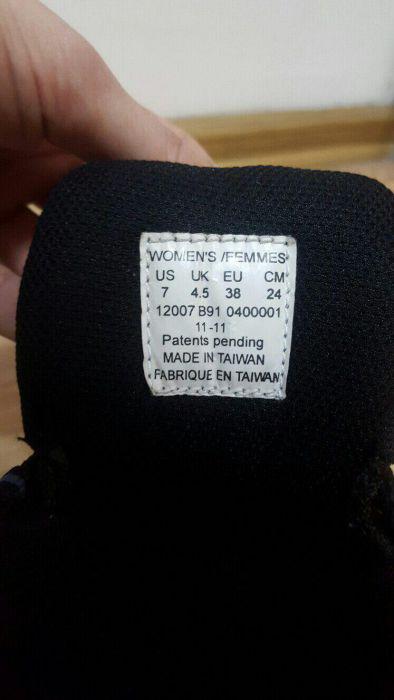 WOMEN'S /FEMMES
US UK EU CM
7 4.5 38 24
12007 B91 0400001
11-11
Patents pending
MADE IN TAIWAN
FABRIQUE EN TAIWAN